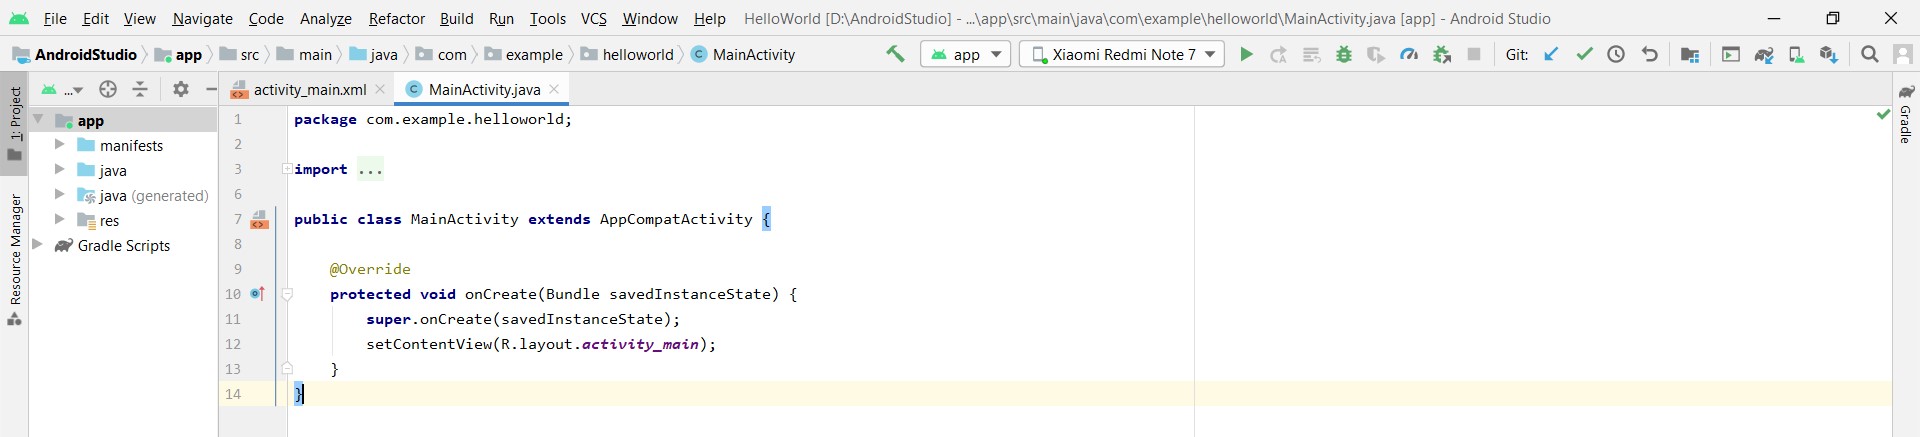 File Edit View Navigate Code Analyze Refactor Build Run Tools VCS Window Help HelloWorld [D:\AndroidStudio] - ...\app\src\main\java\com\example\helloworld\MainActivity.java [app] - Android Studio
AndroidStudio app src main java com example helloworld MainActivity app Xiaomi Redmi Note 7 Git:
1: Project
Resource Manager
...
app
manifests
java
java (generated)
res
Gradle Scripts
activity_main.xml MainActivity.java
1 package com.example.helloworld;
2
3 import ...
6
7 public class MainActivity extends AppCompatActivity {
8
9 @Override
10 protected void onCreate(Bundle savedInstanceState) {
11 super.onCreate(savedInstanceState);
12 setContentView(R.layout.activity_main);
13 }
14 }
Gradle